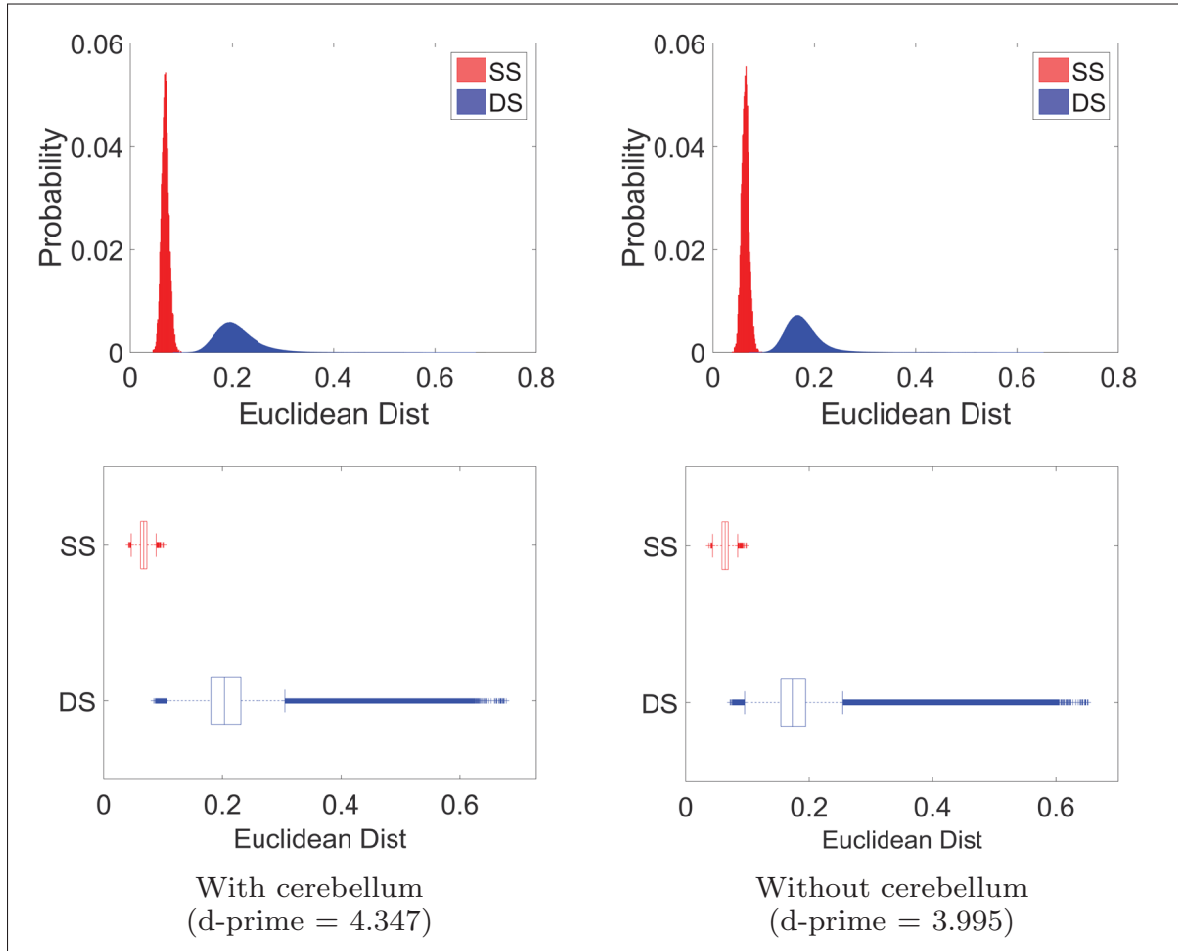 0.06
0.04
0.02
0
Probability
SS
DS
0 0.2 0.4 0.6 0.8
Euclidean Dist
0.06
0.04
0.02
0
Probability
SS
DS
0 0.2 0.4 0.6 0.8
Euclidean Dist
SS
DS
0 0.2 0.4 0.6
Euclidean Dist
With cerebellum
(d-prime = 4.347)
SS
DS
0 0.2 0.4 0.6
Euclidean Dist
Without cerebellum
(d-prime = 3.995)